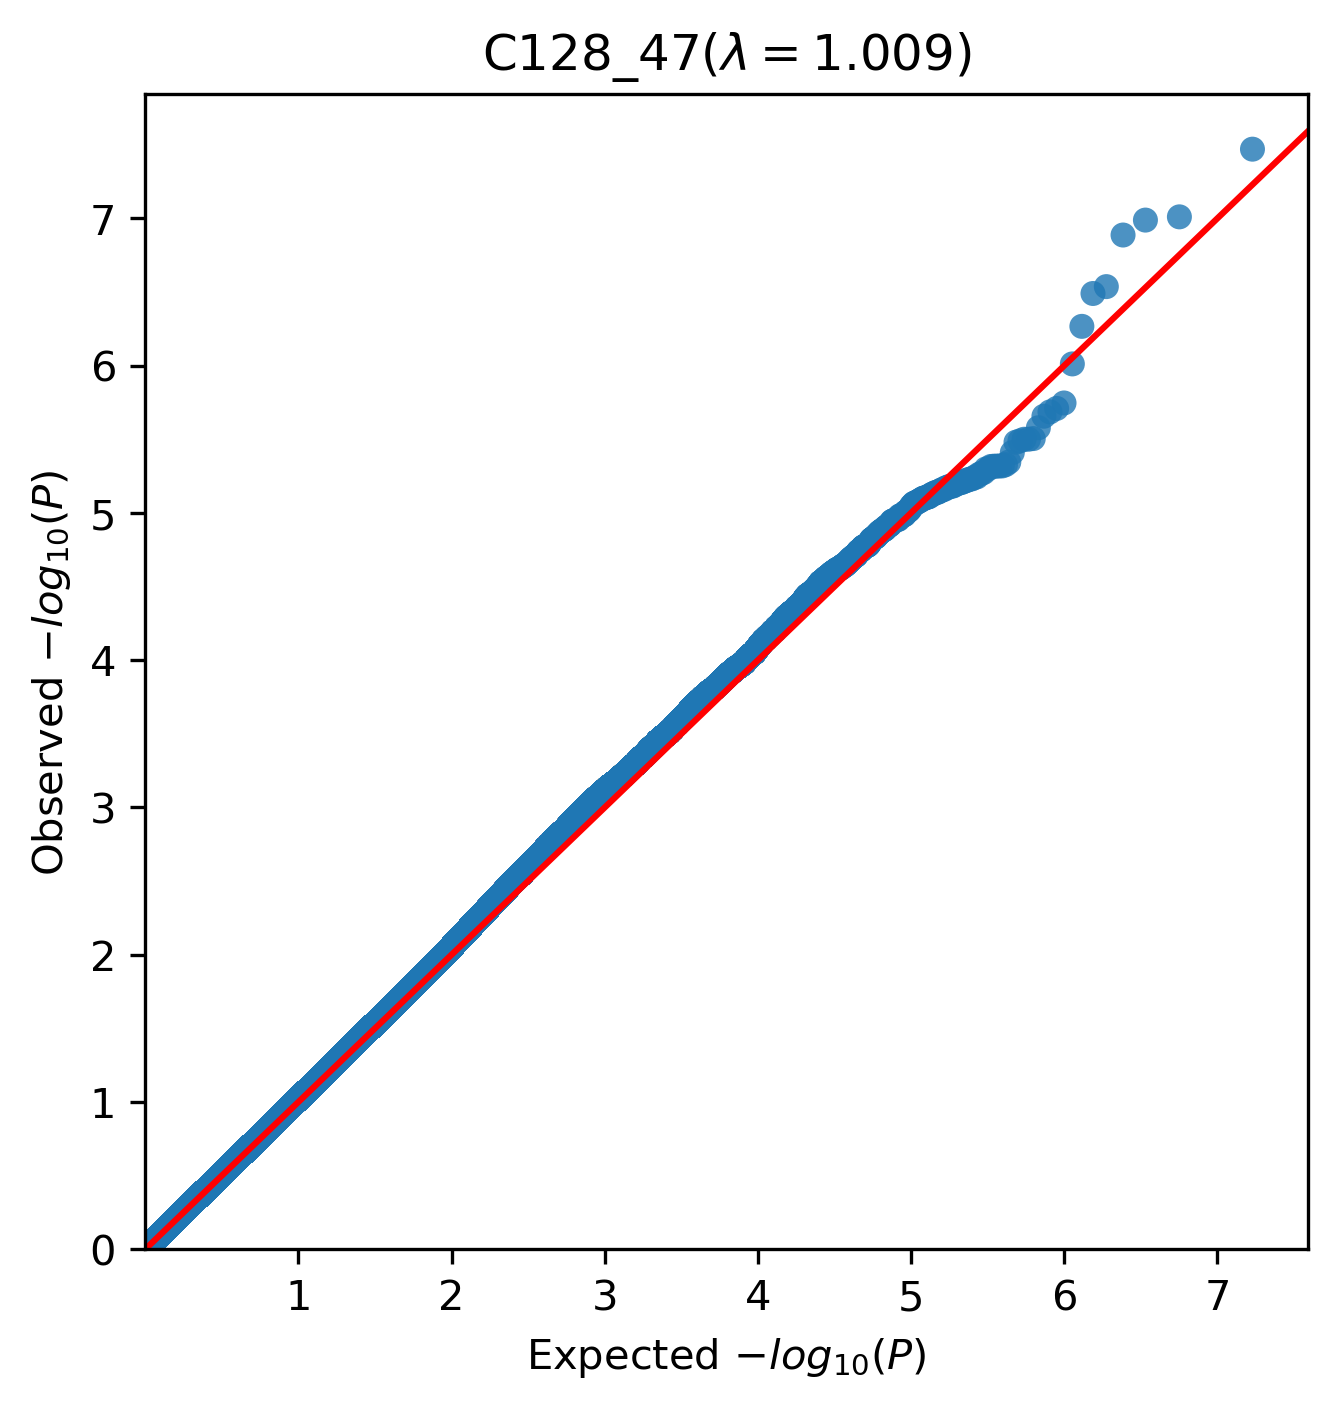 C128_47(λ = 1.009)
Observed −log₁₀(P)
7
6
5
4
3
2
1
0
1 2 3 4 5 6 7
Expected −log₁₀(P)